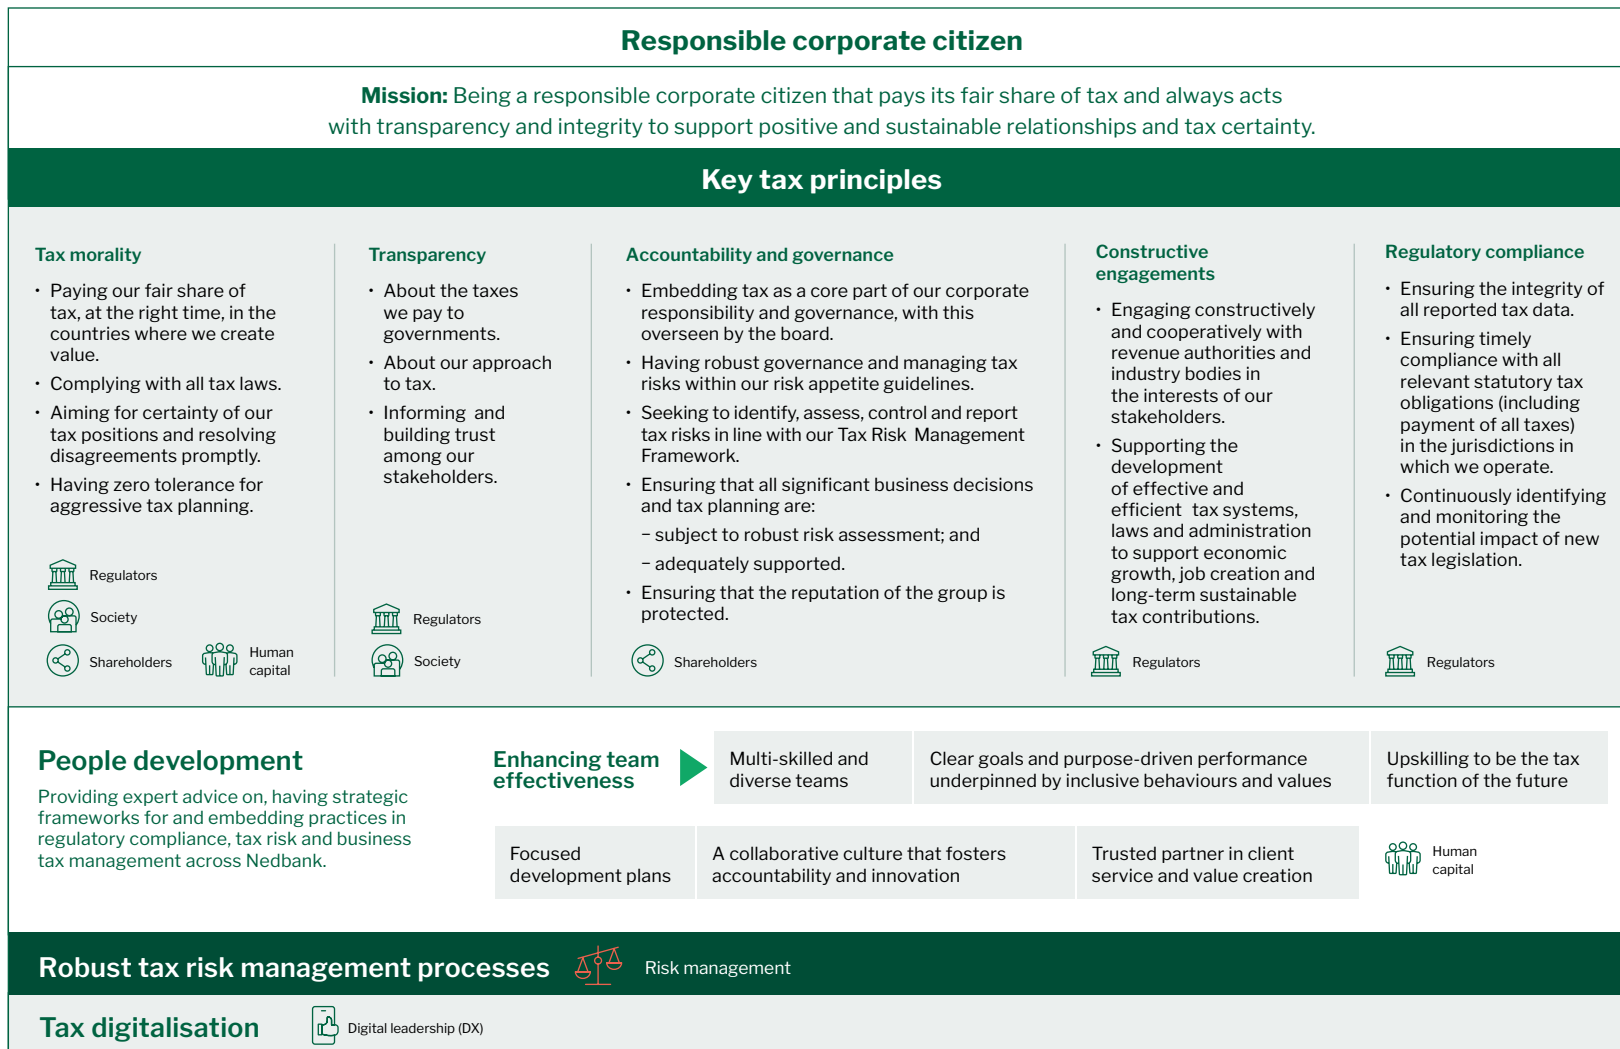 Responsible corporate citizen
Mission: Being a responsible corporate citizen that pays its fair share of tax and always acts
with transparency and integrity to support positive and sustainable relationships and tax certainty.
Key tax principles
Tax morality
• Paying our fair share of
tax, at the right time, in the
countries where we create
value.
• Complying with all tax laws.
• Aiming for certainty of our
tax positions and resolving
disagreements promptly.
• Having zero tolerance for
aggressive tax planning.
Regulators
Society
Shareholders
Human
capital
Transparency
• About the taxes
we pay to
governments.
• About our approach
to tax.
• Informing and
building trust
among our
stakeholders.
Regulators
Society
Accountability and governance
• Embedding tax as a core part of our corporate
responsibility and governance, with this
overseen by the board.
• Having robust governance and managing tax
risks within our risk appetite guidelines.
• Seeking to identify, assess, control and report
tax risks in line with our Tax Risk Management
Framework.
• Ensuring that all significant business decisions
and tax planning are:
– subject to robust risk assessment; and
– adequately supported.
• Ensuring that the reputation of the group is
protected.
Shareholders
Constructive
engagements
• Engaging constructively
and cooperatively with
revenue authorities and
industry bodies in
the interests of our
stakeholders.
• Supporting the
development
of effective and
efficient tax systems,
laws and administration
to support economic
growth, job creation and
long-term sustainable
tax contributions.
Regulators
Regulatory compliance
• Ensuring the integrity of
all reported tax data.
• Ensuring timely
compliance with all
relevant statutory tax
obligations (including
payment of all taxes)
in the jurisdictions in
which we operate.
• Continuously identifying
and monitoring the
potential impact of new
tax legislation.
Regulators
People development
Providing expert advice on, having strategic
frameworks for and embedding practices in
regulatory compliance, tax risk and business
tax management across Nedbank.
Enhancing team
effectiveness
Multi-skilled and
diverse teams
Clear goals and purpose-driven performance
underpinned by inclusive behaviours and values
Upskilling to be the tax
function of the future
Focused
development plans
A collaborative culture that fosters
accountability and innovation
Trusted partner in client
service and value creation
Human
capital
Robust tax risk management processes
Risk management
Tax digitalisation
Digital leadership (DX)